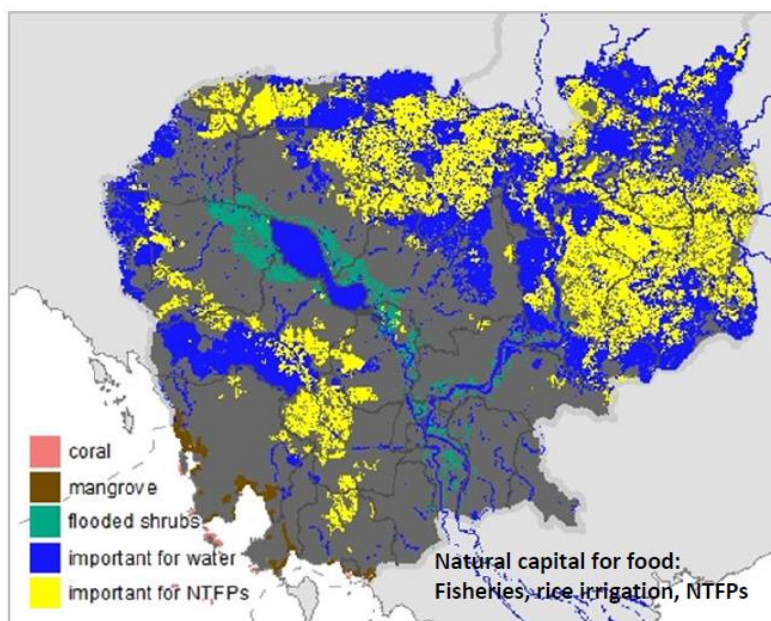 coral
mangrove
flooded shrubs
important for water
important for NTFPs
Natural capital for food:
Fisheries, rice irrigation, NTFPs